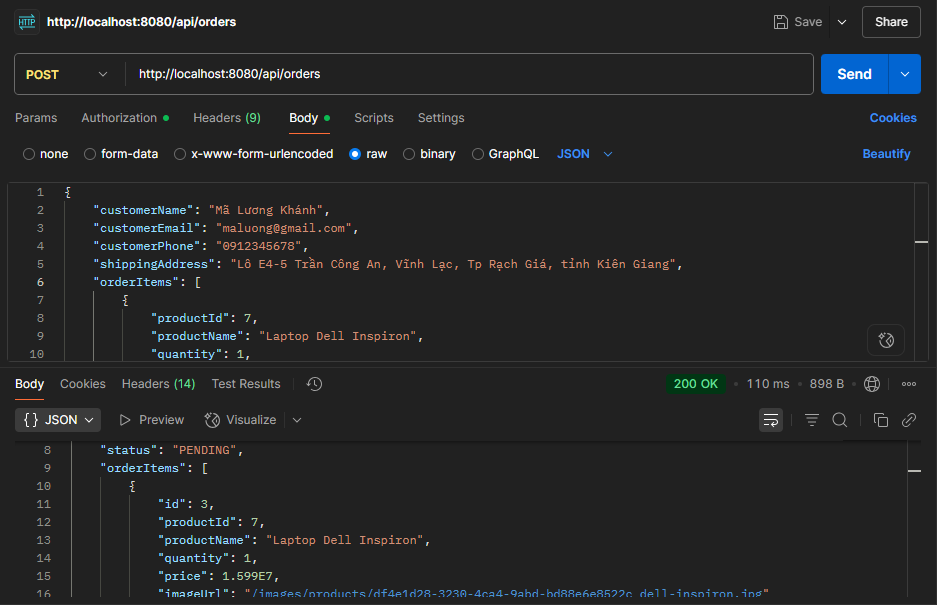 HTTP http://localhost:8080/api/orders Save Share
POST http://localhost:8080/api/orders Send
Params Authorization Headers (9) Body Scripts Settings Cookies
none form-data x-www-form-urlencoded raw binary GraphQL JSON Beautify
1 {
2 "customerName": "Mã Lương Khánh",
3 "customerEmail": "maluong@gmail.com",
4 "customerPhone": "0912345678",
5 "shippingAddress": "Lô E4-5 Trần Công An, Vĩnh Lạc, Tp Rạch Giá, tỉnh Kiên Giang",
6 "orderItems": [
7 {
8 "productId": 7,
9 "productName": "Laptop Dell Inspiron",
10 "quantity": 1,
Body Cookies Headers (14) Test Results 200 OK • 110 ms • 898 B •
{} JSON Preview Visualize
8 "status": "PENDING",
9 "orderItems": [
10 {
11 "id": 3,
12 "productId": 7,
13 "productName": "Laptop Dell Inspiron",
14 "quantity": 1,
15 "price": 1.599E7,
16 "imageUrl": "/images/products/df4e1d28-3230-4ca4-9abd-bd88e6e8522c_dell-inspiron.jpg"